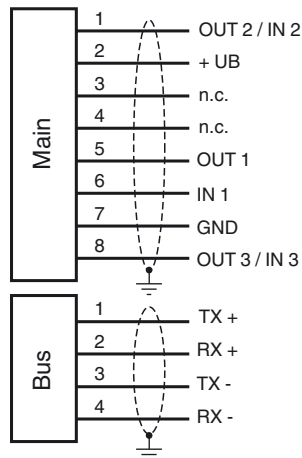 Main
1 OUT 2 / IN 2
2 + UB
3 n.c.
4 n.c.
5 OUT 1
6 IN 1
7 GND
8 OUT 3 / IN 3
Bus
1 TX +
2 RX +
3 TX -
4 RX -